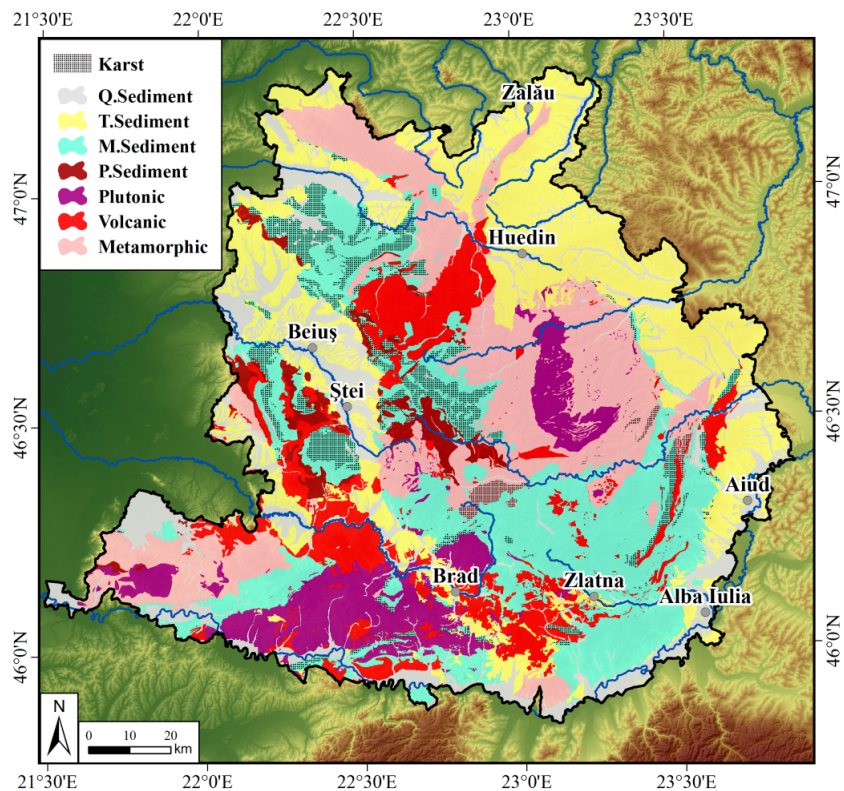 21°30'E 22°0'E 22°30'E 23°0'E 23°30'E
Karst
Q.Sediment
T.Sediment
M.Sediment
P.Sediment
Plutonic
Volcanic
Metamorphic
Zalău
47°0'N 47°0'N
Huedin
Beiuş
Ştei
46°30'N 46°30'N
Aiud
Brad
Zlatna
Alba Iulia
46°0'N 46°0'N
N
0 10 20
km
21°30'E 22°0'E 22°30'E 23°0'E 23°30'E